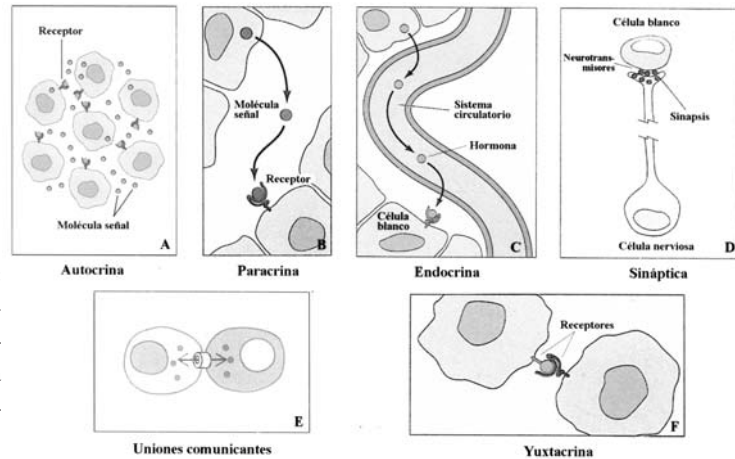 Receptor
Molécula señal
A
Autocrina
Molécula
señal
Receptor
B
Paracrina
Sistema
circulatorio
Hormona
Célula
blanco
C
Endocrina
Célula blanco
Neurotrans-
misores
Sinapsis
Célula nerviosa
D
Sináptica
E
Uniones comunicantes
Receptores
F
Yuxtacrina